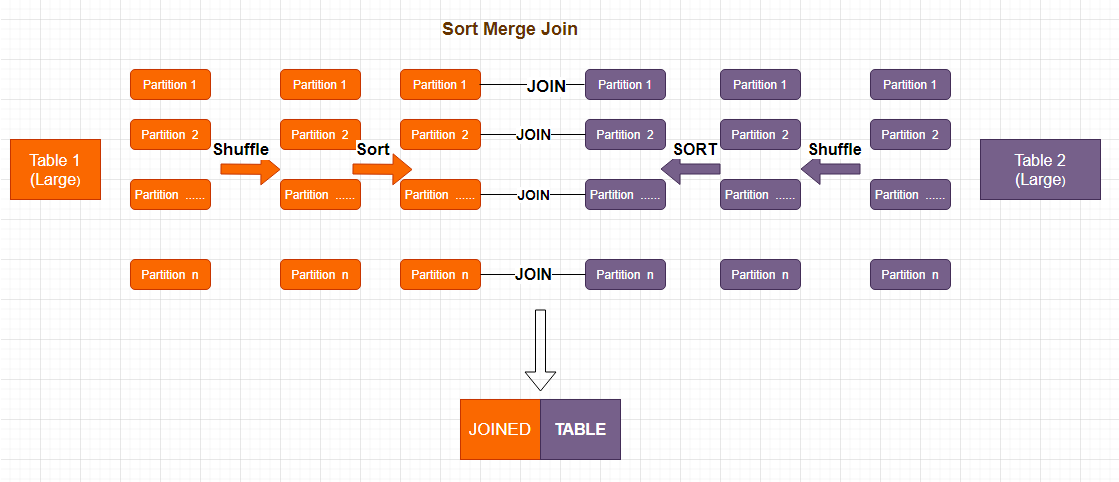 Sort Merge Join
Partition 1 Partition 1 Partition 1 JOIN Partition 1 Partition 1 Partition 1
Partition 2 Partition 2 Partition 2 JOIN Partition 2 Partition 2 Partition 2
Shuffle Sort SORT Shuffle
Table 1
(Large)
Table 2
(Large)
Partition ...... Partition ...... Partition ...... JOIN Partition ...... Partition ...... Partition ......
Partition n Partition n Partition n JOIN Partition n Partition n Partition n
JOINED TABLE